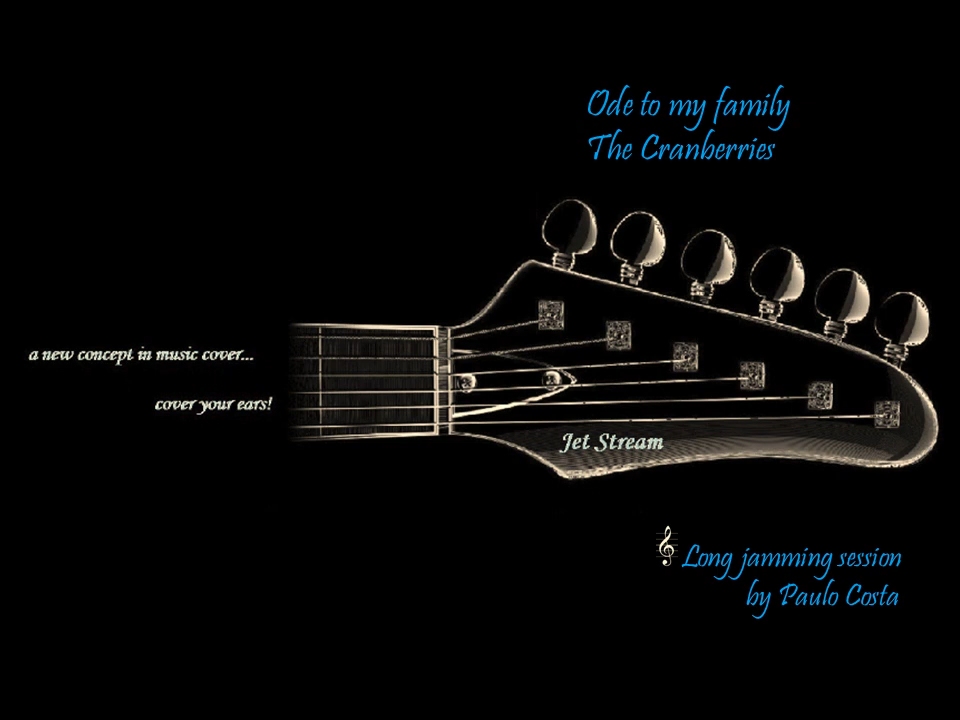 Ode to my family
The Cranberries
a new concept in music cover...
cover your ears!
Jet Stream
Long jamming session
by Paulo Costa